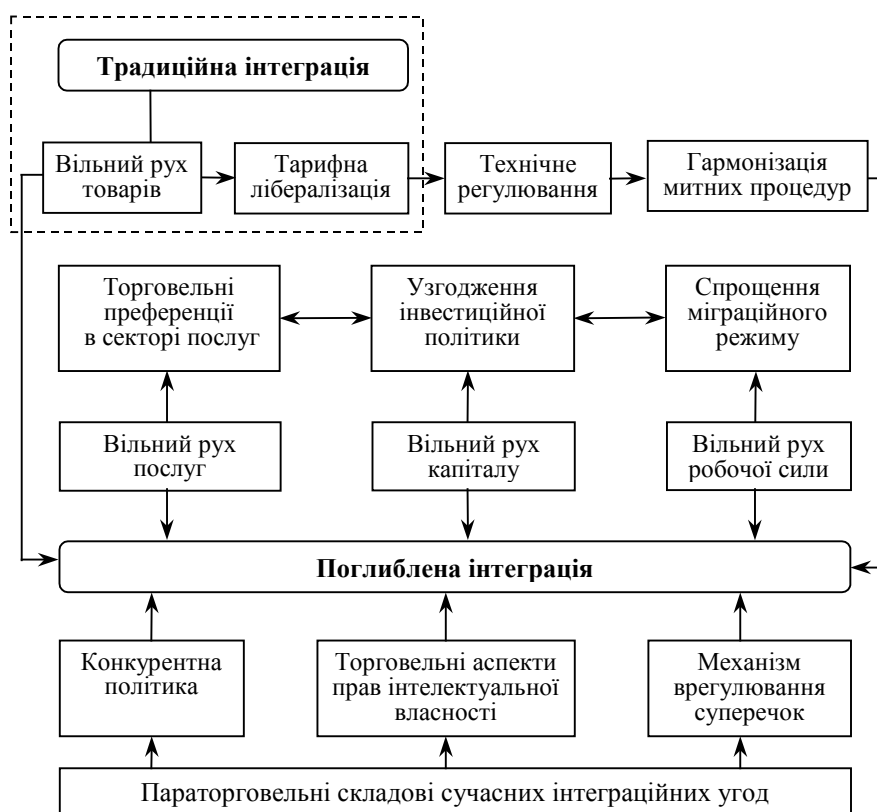 Традиційна інтеграція
Вільний рух
товарів
Тарифна
лібералізація
Технічне
регулювання
Гармонізація
митних процедур
Торговельні
преференції
в секторі послуг
Узгодження
інвестиційної
політики
Спрощення
міграційного
режиму
Вільний рух
послуг
Вільний рух
капіталу
Вільний рух
робочої сили
Поглиблена інтеграція
Конкурентна
політика
Торговельні аспекти
прав інтелектуальної
власності
Механізм
врегулювання
суперечок
Параторговельні складові сучасних інтеграційних угод